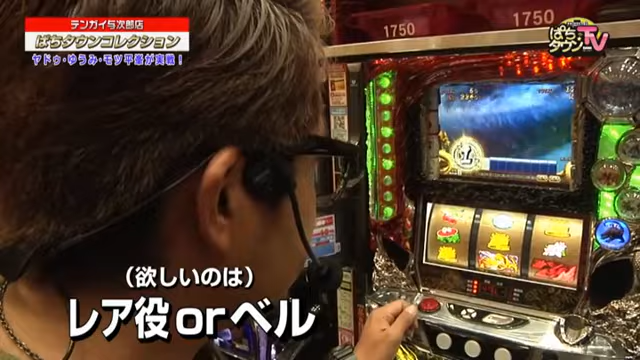 テンガイ与次郎店
ぱちタウンコレクション
ヤドゥ・ゆうみ・モツ平番が実戦！
1750
1750
ぱち
タウンTV
(欲しいのは)
レア役orベル